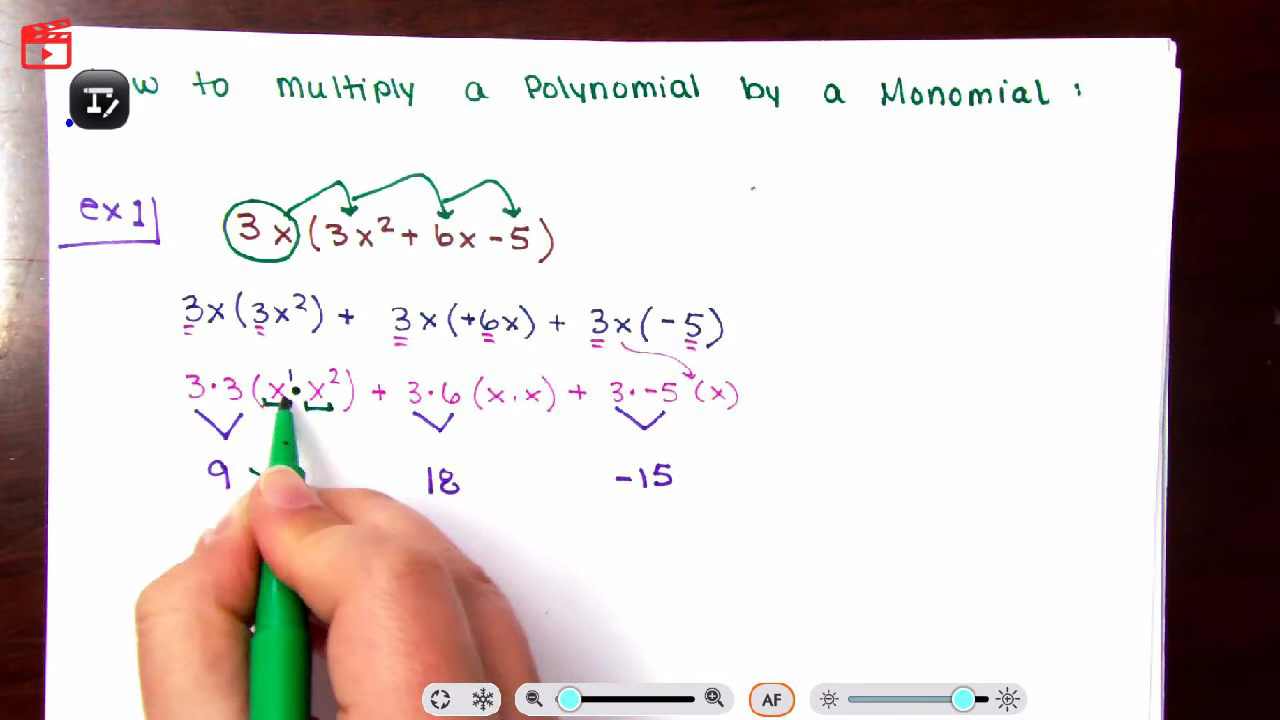 to multiply a Polynomial by a Monomial :
ex 1
3x(3x² + 6x - 5)
3x(3x²) + 3x(+6x) + 3x(-5)
3·3(x¹·x²) + 3·6(x·x) + 3·-5(x)
9 18 -15
AF